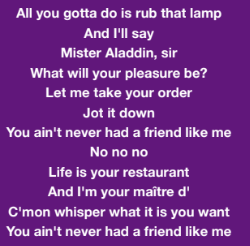 All you gotta do is rub that lamp
And I'll say
Mister Aladdin, sir
What will your pleasure be?
Let me take your order
Jot it down
You ain't never had a friend like me
No no no
Life is your restaurant
And I'm your maître d'
C'mon whisper what it is you want
You ain't never had a friend like me